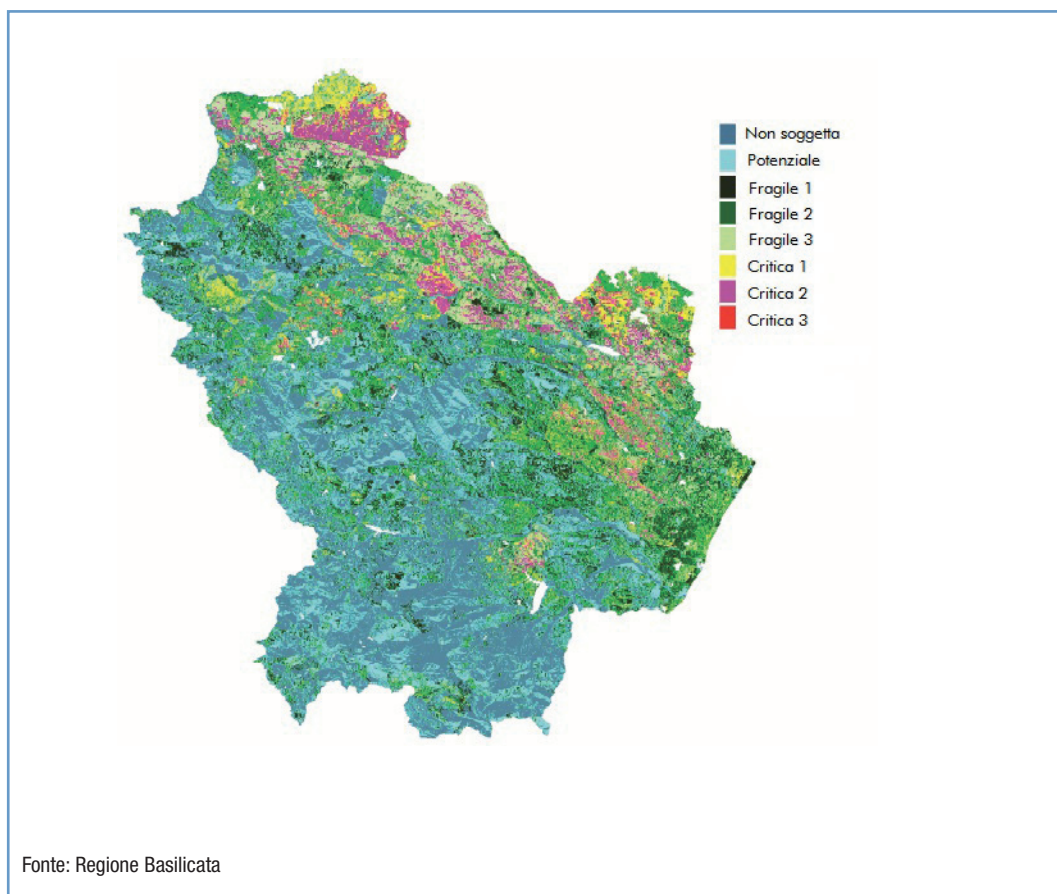 Non soggetta
Potenziale
Fragile 1
Fragile 2
Fragile 3
Critica 1
Critica 2
Critica 3
Fonte: Regione Basilicata